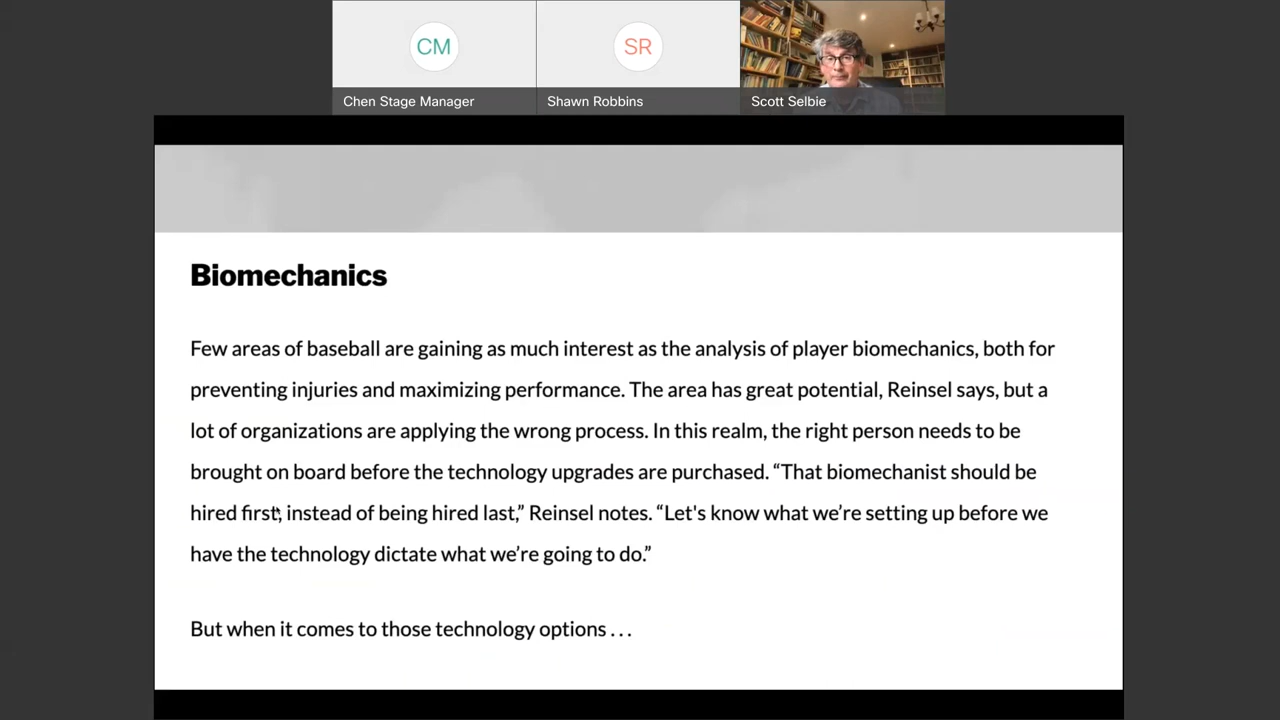 CM
SR
Chen Stage Manager
Shawn Robbins
Scott Selbie
Biomechanics
Few areas of baseball are gaining as much interest as the analysis of player biomechanics, both for
preventing injuries and maximizing performance. The area has great potential, Reinsel says, but a
lot of organizations are applying the wrong process. In this realm, the right person needs to be
brought on board before the technology upgrades are purchased. “That biomechanist should be
hired first, instead of being hired last,” Reinsel notes. “Let's know what we’re setting up before we
have the technology dictate what we’re going to do.”
But when it comes to those technology options . . .